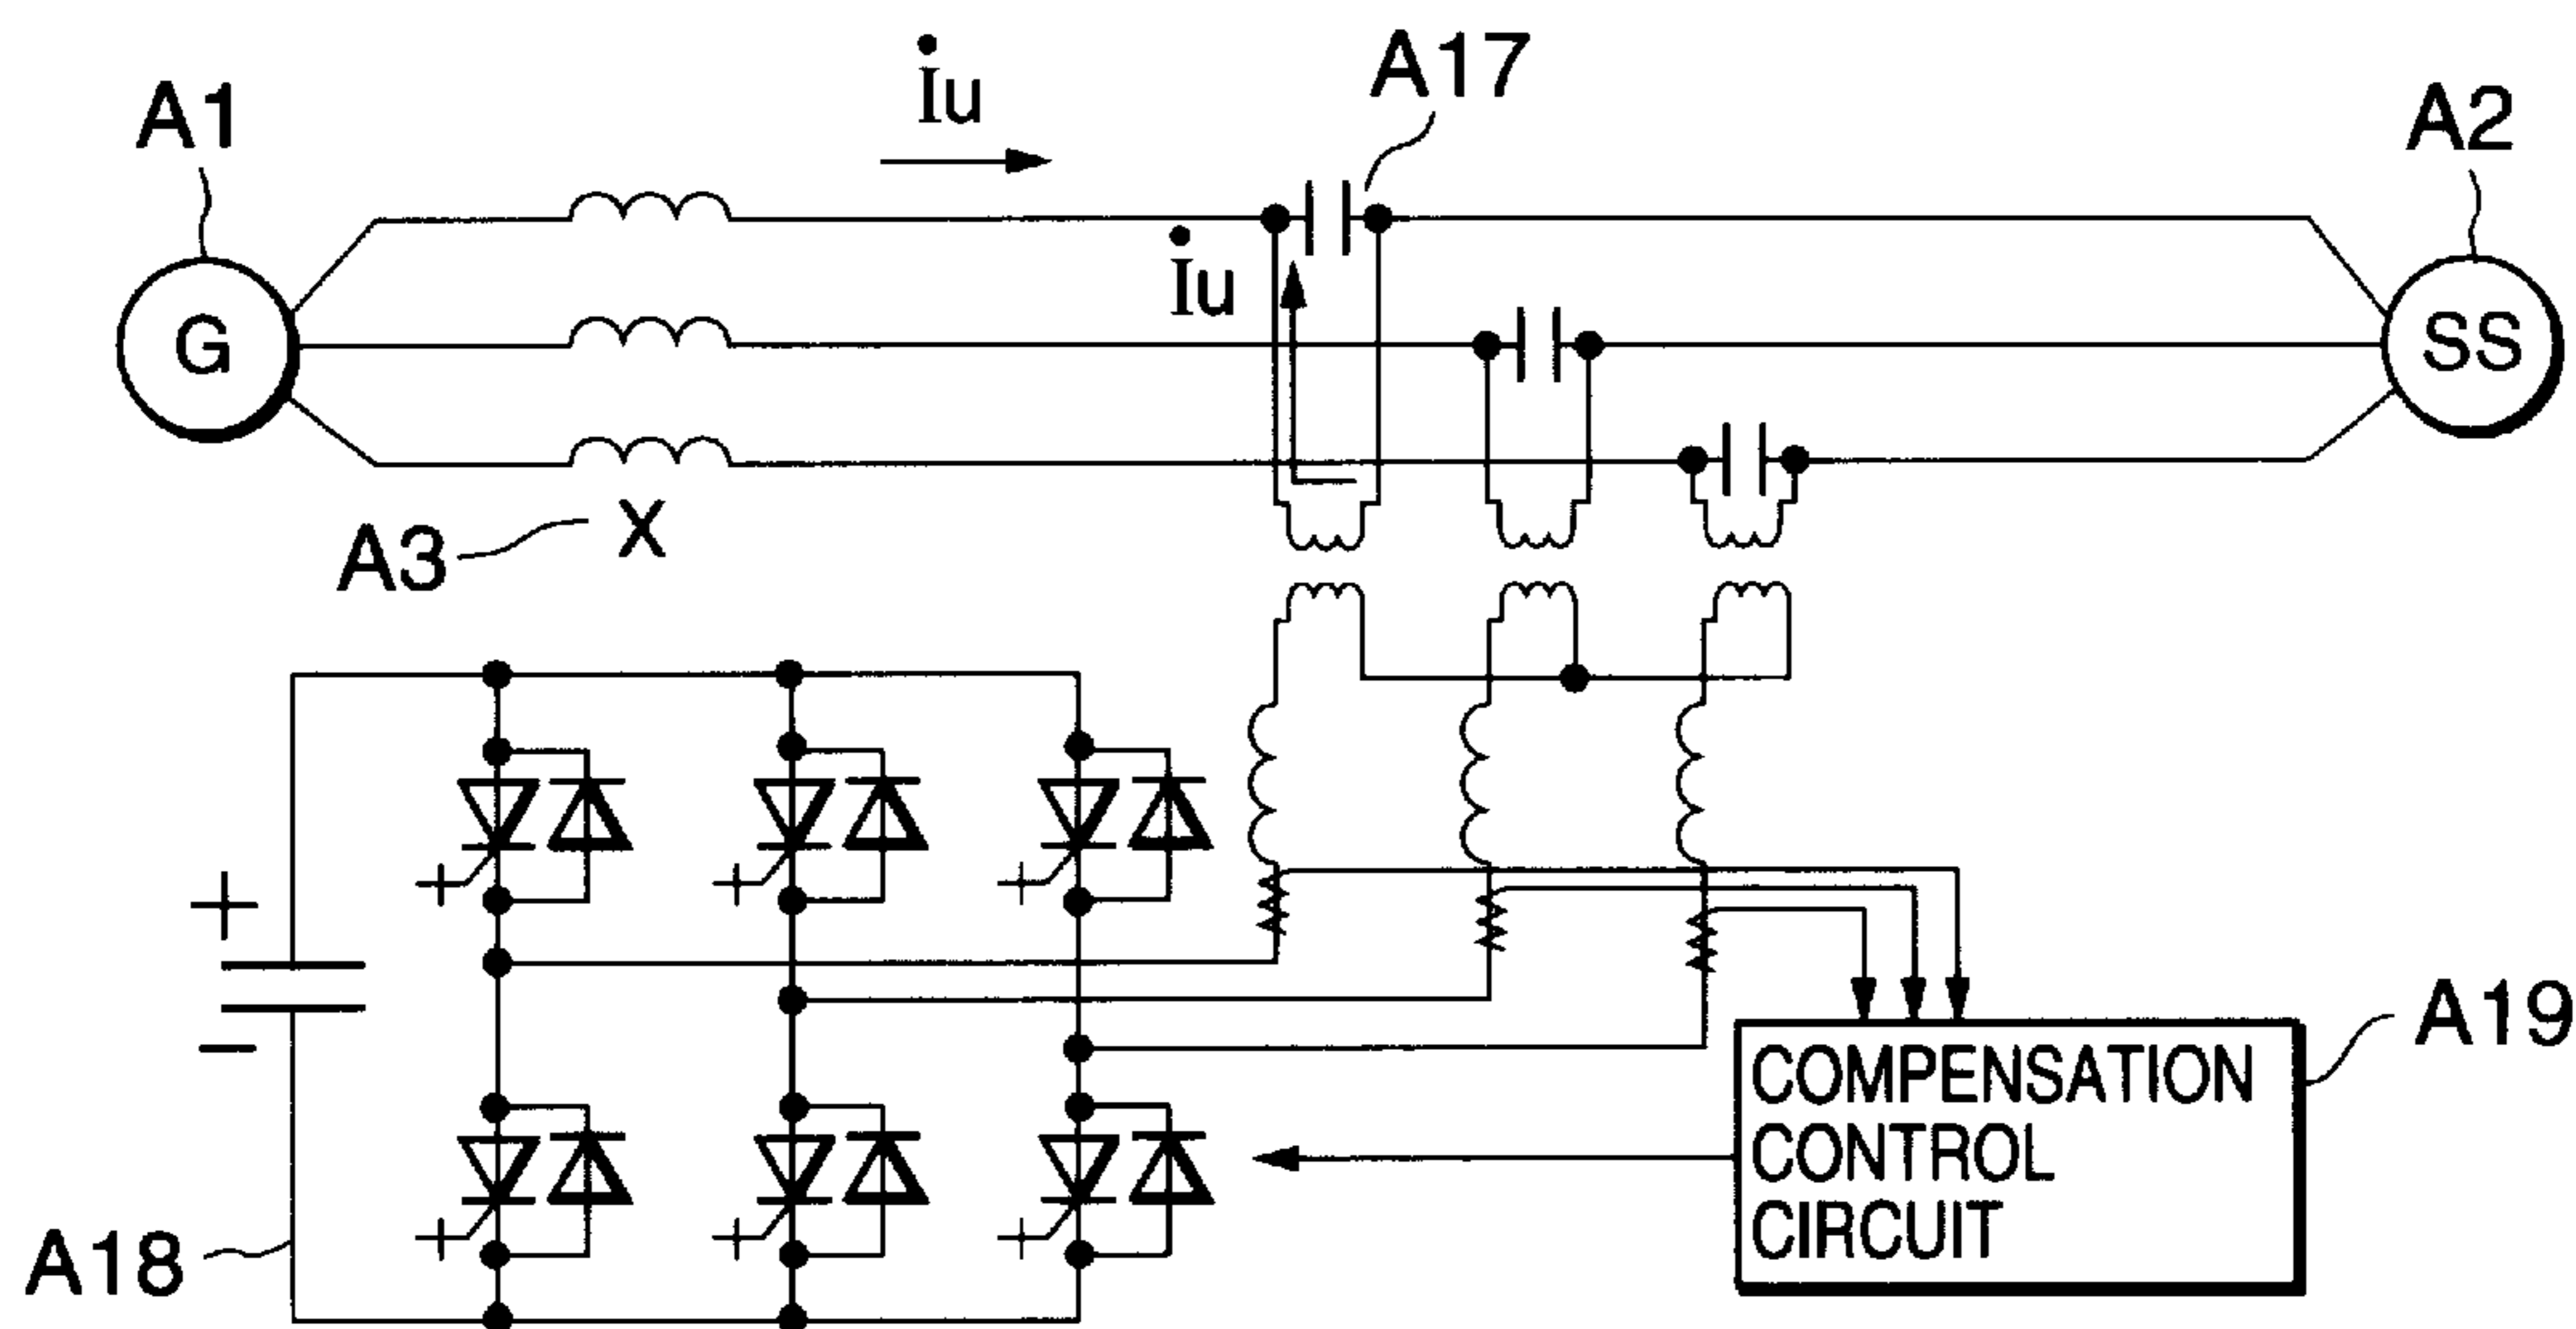 A1
İu
A17
A2
G
İu
SS
A3
X
+
−
A18
COMPENSATION
CONTROL
CIRCUIT
A19